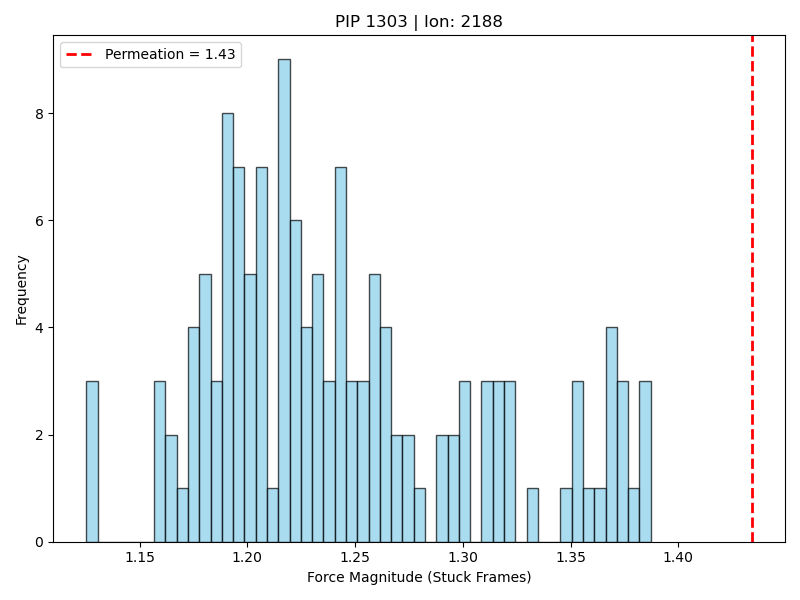 PIP 1303 | Ion: 2188
Permeation = 1.43
Frequency
8
6
4
2
0
1.15 1.20 1.25 1.30 1.35 1.40
Force Magnitude (Stuck Frames)